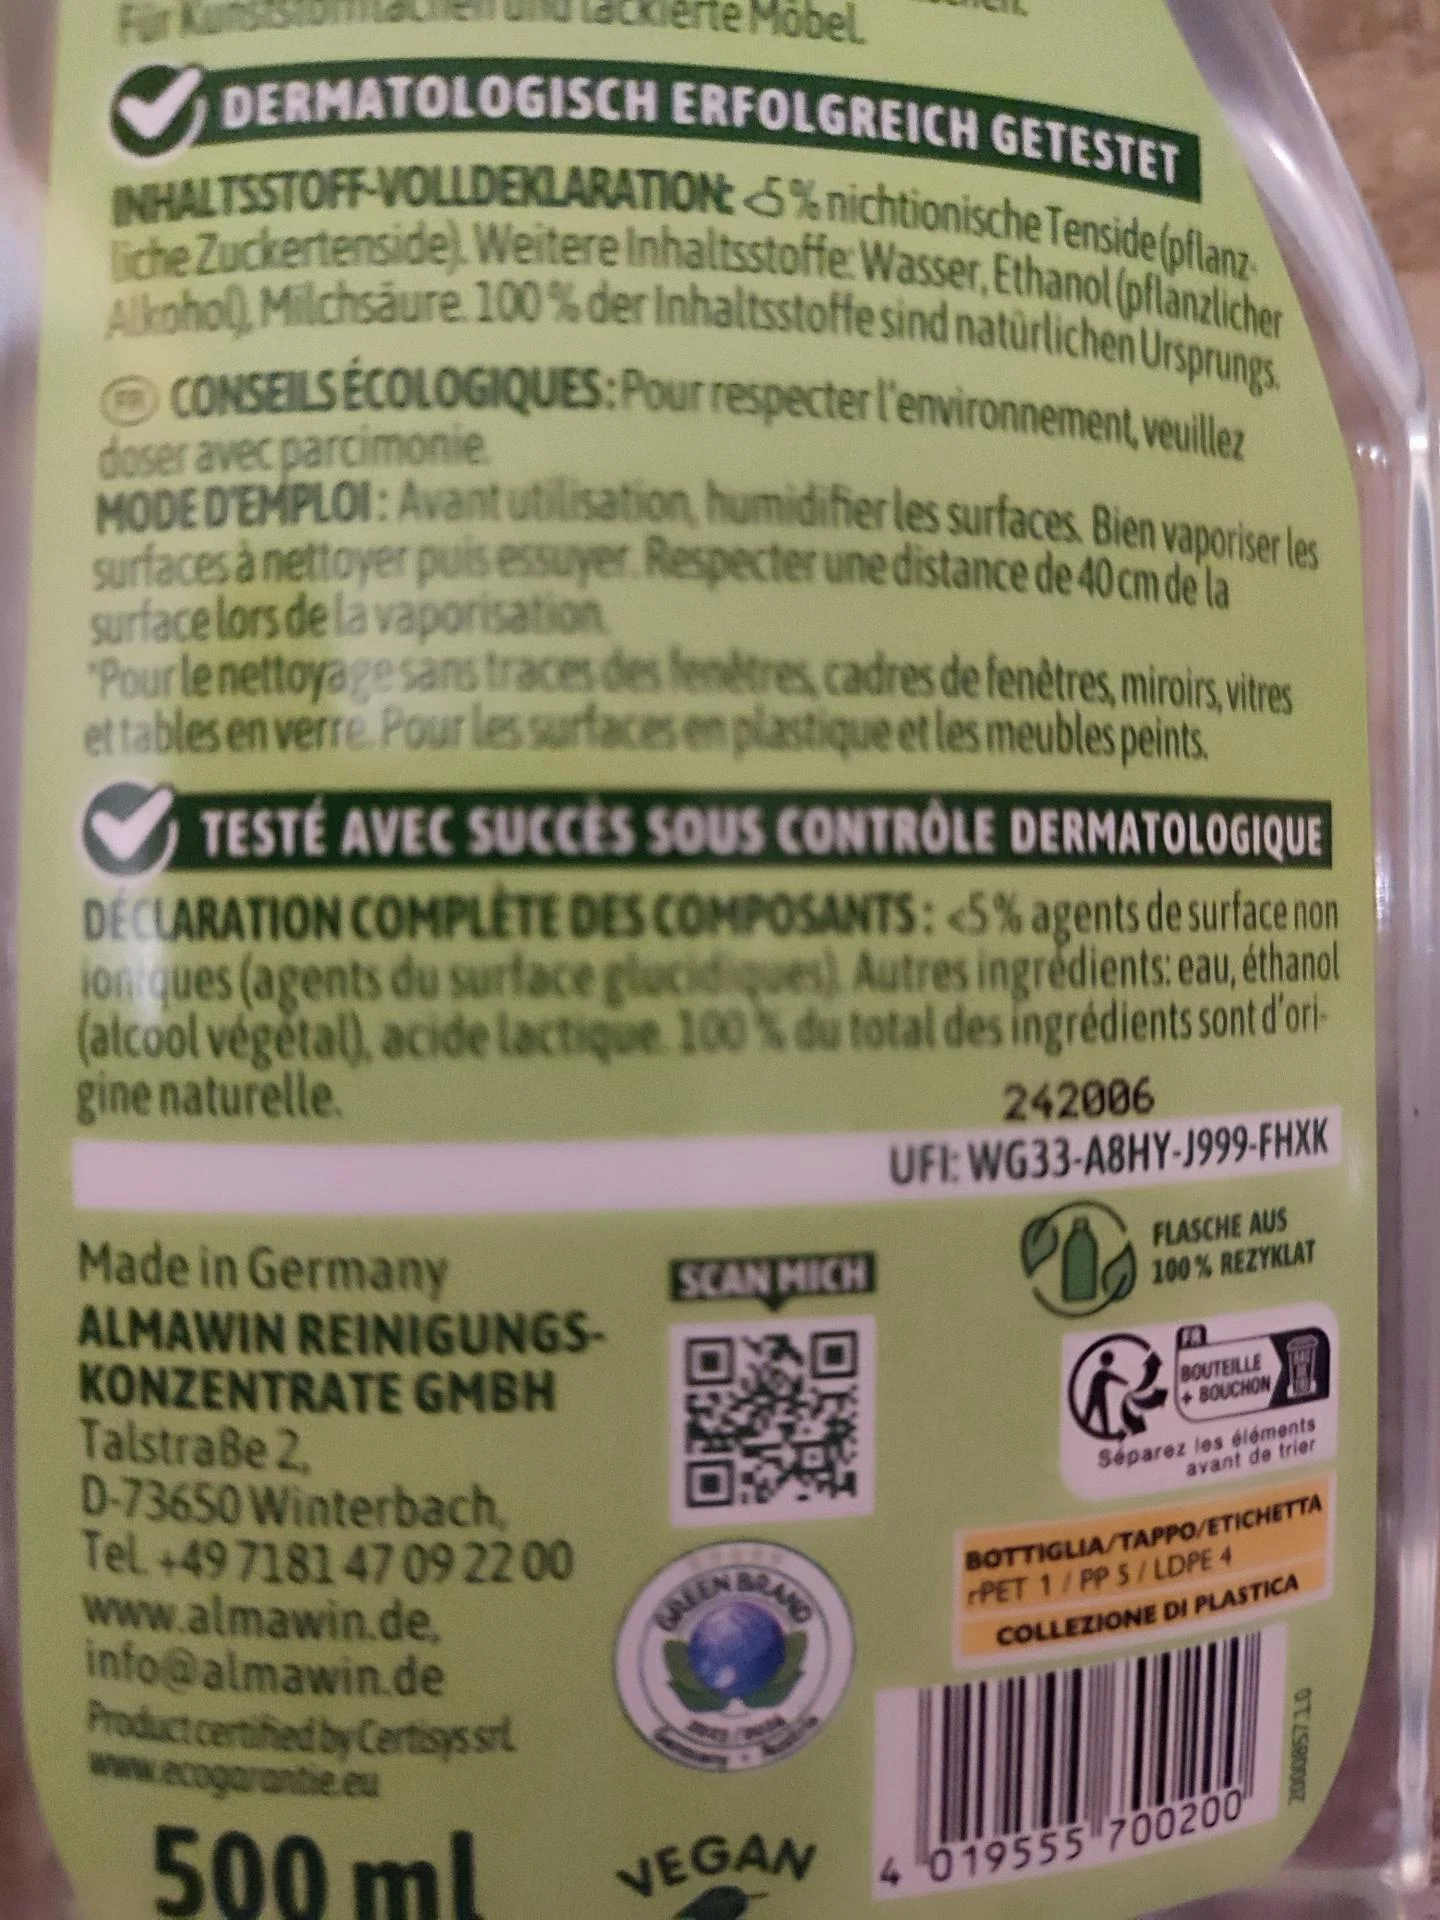 Für Kunststoffflächen und lackierte Möbel.
DERMATOLOGISCH ERFOLGREICH GETESTET
INHALTSSTOFF-VOLLDEKLARATION: <5% nichtionische Tenside (pflanz-
liche Zuckertenside). Weitere Inhaltsstoffe: Wasser, Ethanol (pflanzlicher
Alkohol), Milchsäure. 100 % der Inhaltsstoffe sind natürlichen Ursprungs.
FR CONSEILS ÉCOLOGIQUES: Pour respecter l'environnement, veuillez
doser avec parcimonie.
MODE D'EMPLOI : Avant utilisation, humidifier les surfaces. Bien vaporiser les
surfaces à nettoyer puis essuyer. Respecter une distance de 40 cm de la
surface lors de la vaporisation.
*Pour le nettoyage sans traces des fenêtres, cadres de fenêtres, miroirs, vitres
et tables en verre. Pour les surfaces en plastique et les meubles peints.
TESTÉ AVEC SUCCÈS SOUS CONTRÔLE DERMATOLOGIQUE
DÉCLARATION COMPLÈTE DES COMPOSANTS : <5% agents de surface non
ioniques (agents du surface glucidiques). Autres ingrédients: eau, éthanol
(alcool végétal), acide lactique. 100 % du total des ingrédients sont d'ori-
gine naturelle.
242006
UFI: WG33-A8HY-J999-FHXK
Made in Germany
ALMAWIN REINIGUNGS-
KONZENTRATE GMBH
Talstraße 2,
D-73650 Winterbach,
Tel. +49 7181 47 09 22 00
www.almawin.de,
info@almawin.de
Product certified by Certisys srl
www.ecogarantie.eu
500 ml
SCAN MICH
GREEN BRAND
Germany
VEGAN
FLASCHE AUS
100 % REZYKLAT
FR
BOUTEILLE
+ BOUCHON
Séparez les éléments
avant de trier
BOTTIGLIA/TAPPO/ETICHETTA
rPET 1 / PP 5 / LDPE 4
COLLEZIONE DI PLASTICA
4 019555 700200
2000857.1.0